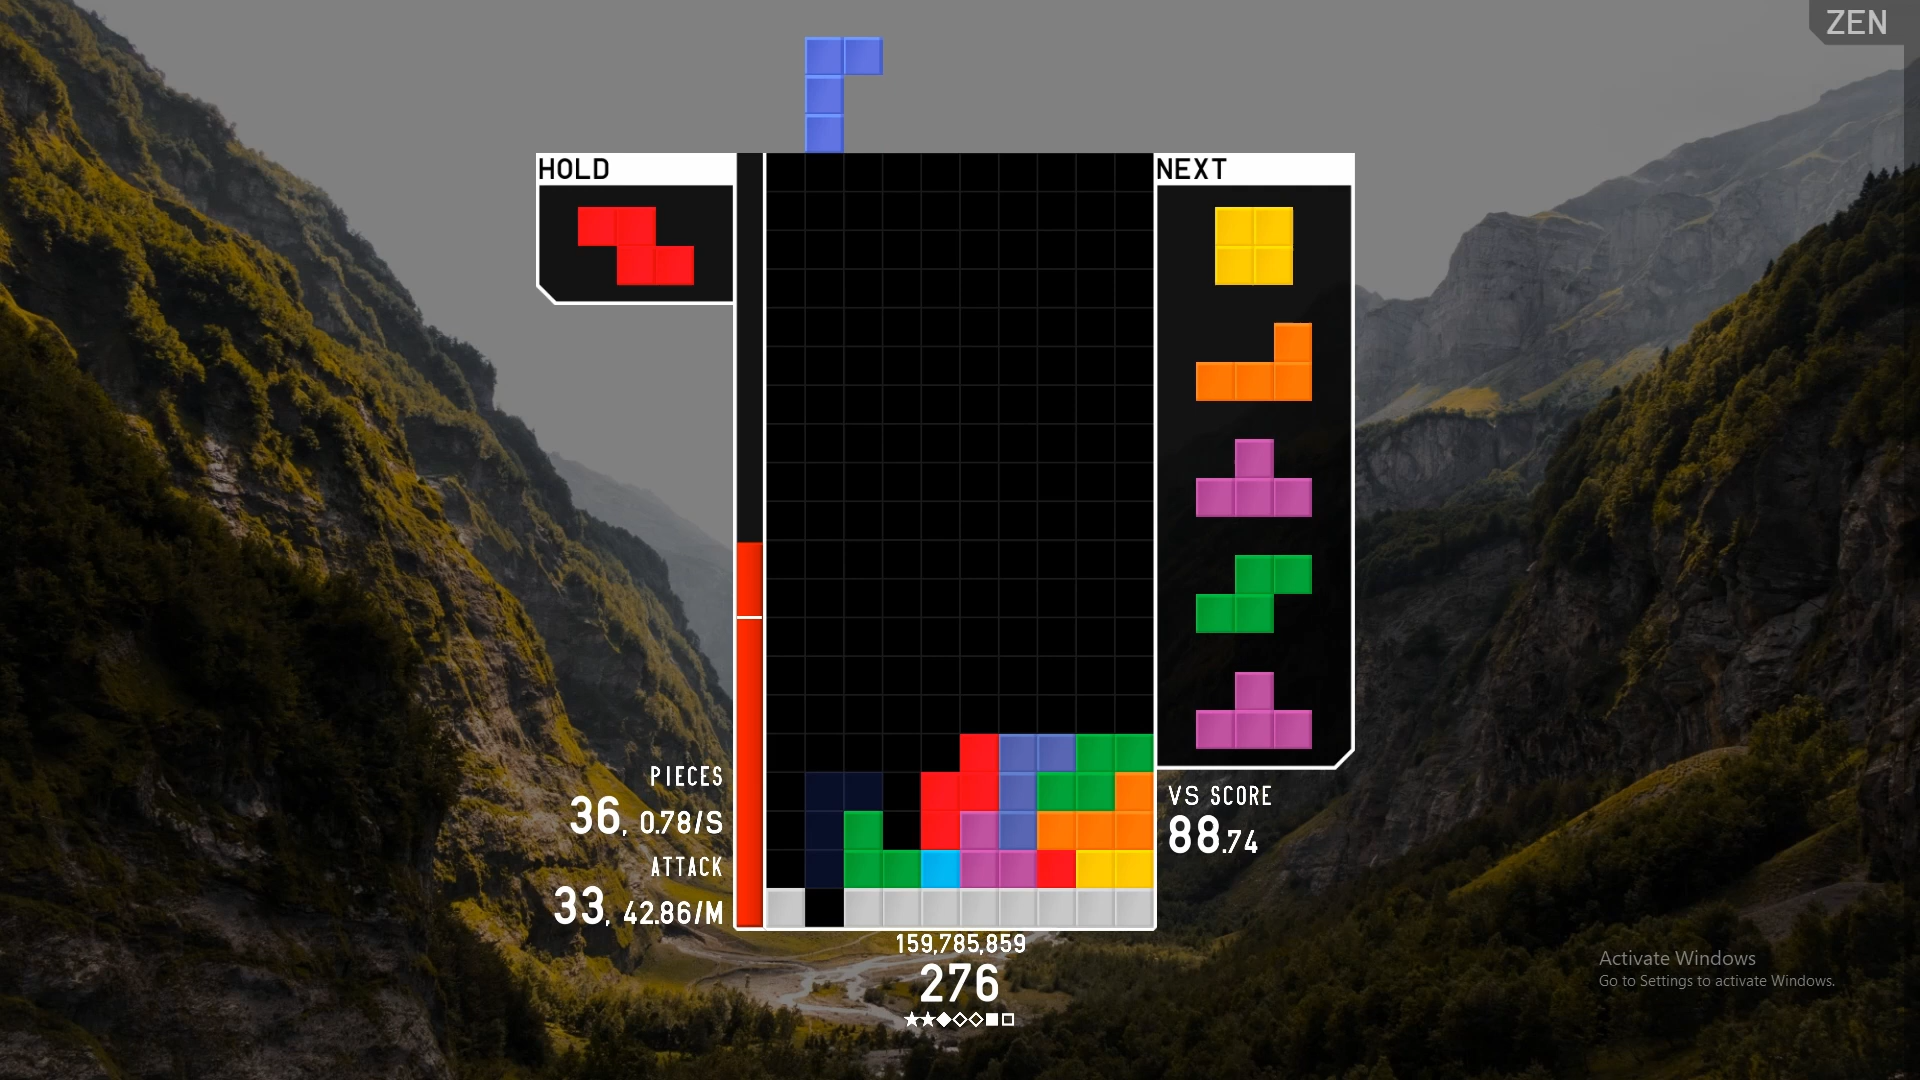 ZEN
HOLD
NEXT
PIECES
36, 0.78/S
ATTACK
33, 42.86/M
VS SCORE
88.74
159,785,859
276
Activate Windows
Go to Settings to activate Windows.